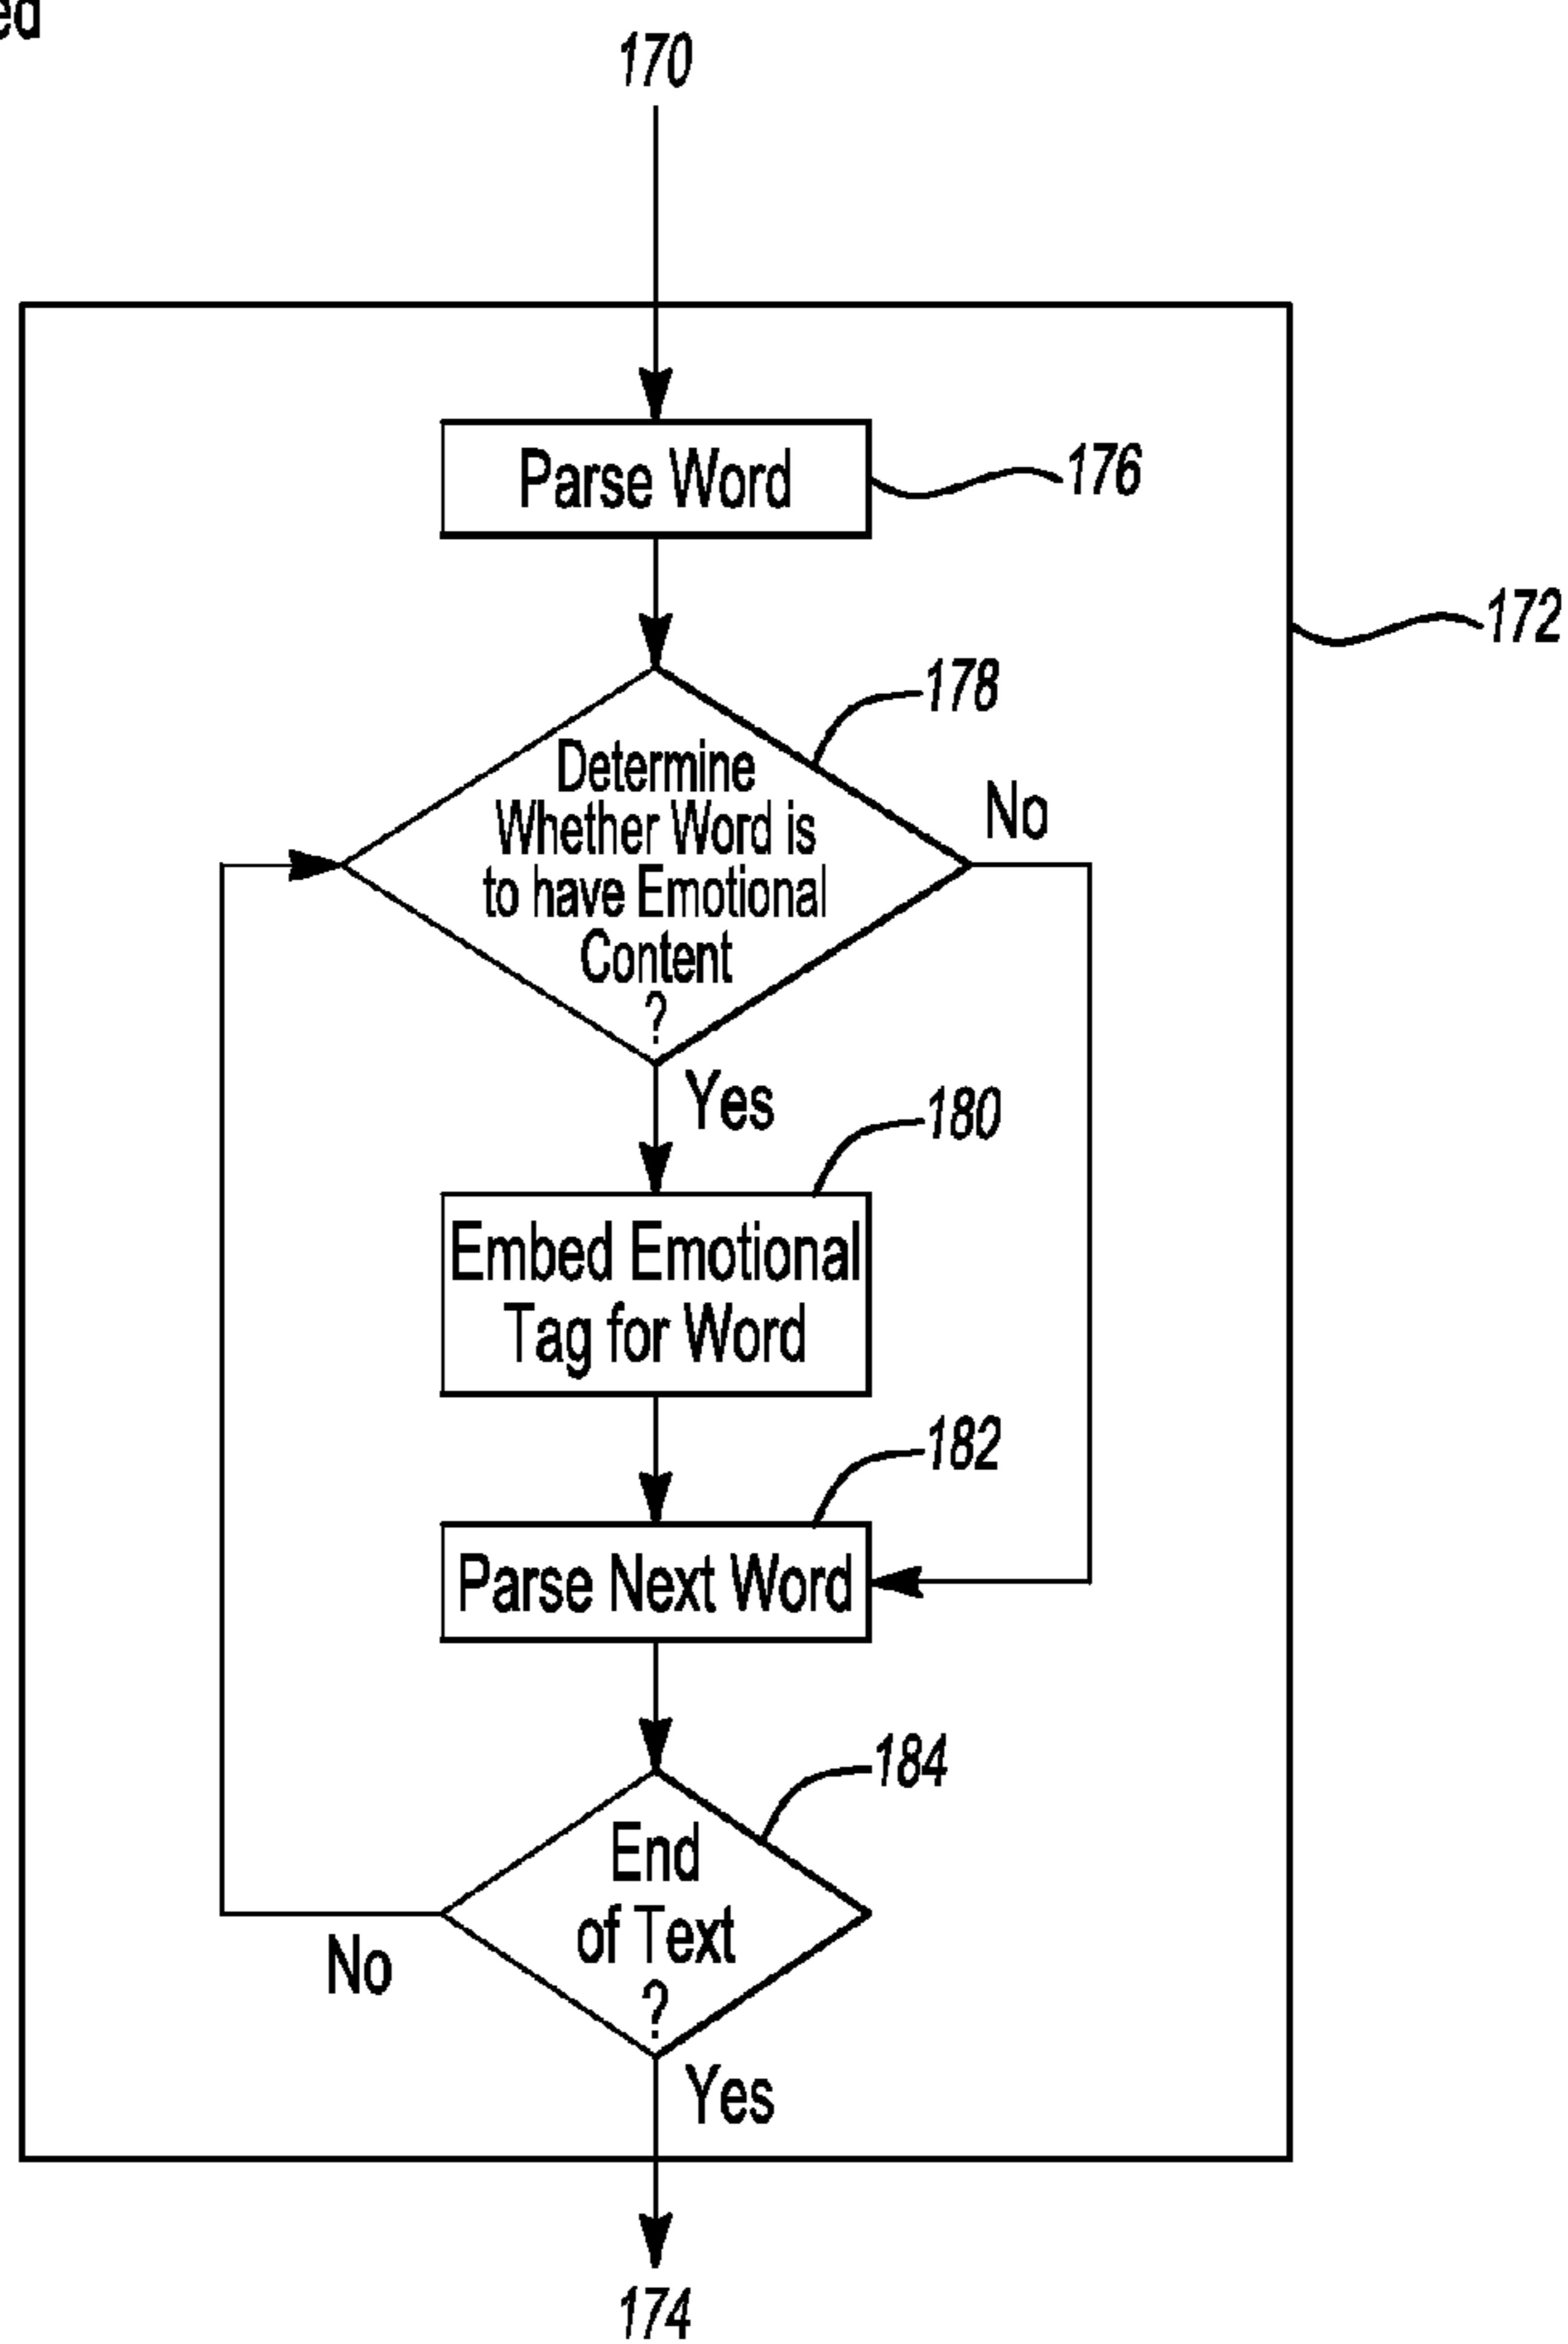 170
Parse Word
176
172
178
Determine
Whether Word is
to have Emotional
Content
?
No
Yes
180
Embed Emotional
Tag for Word
182
Parse Next Word
184
End
of Text
?
No
Yes
174